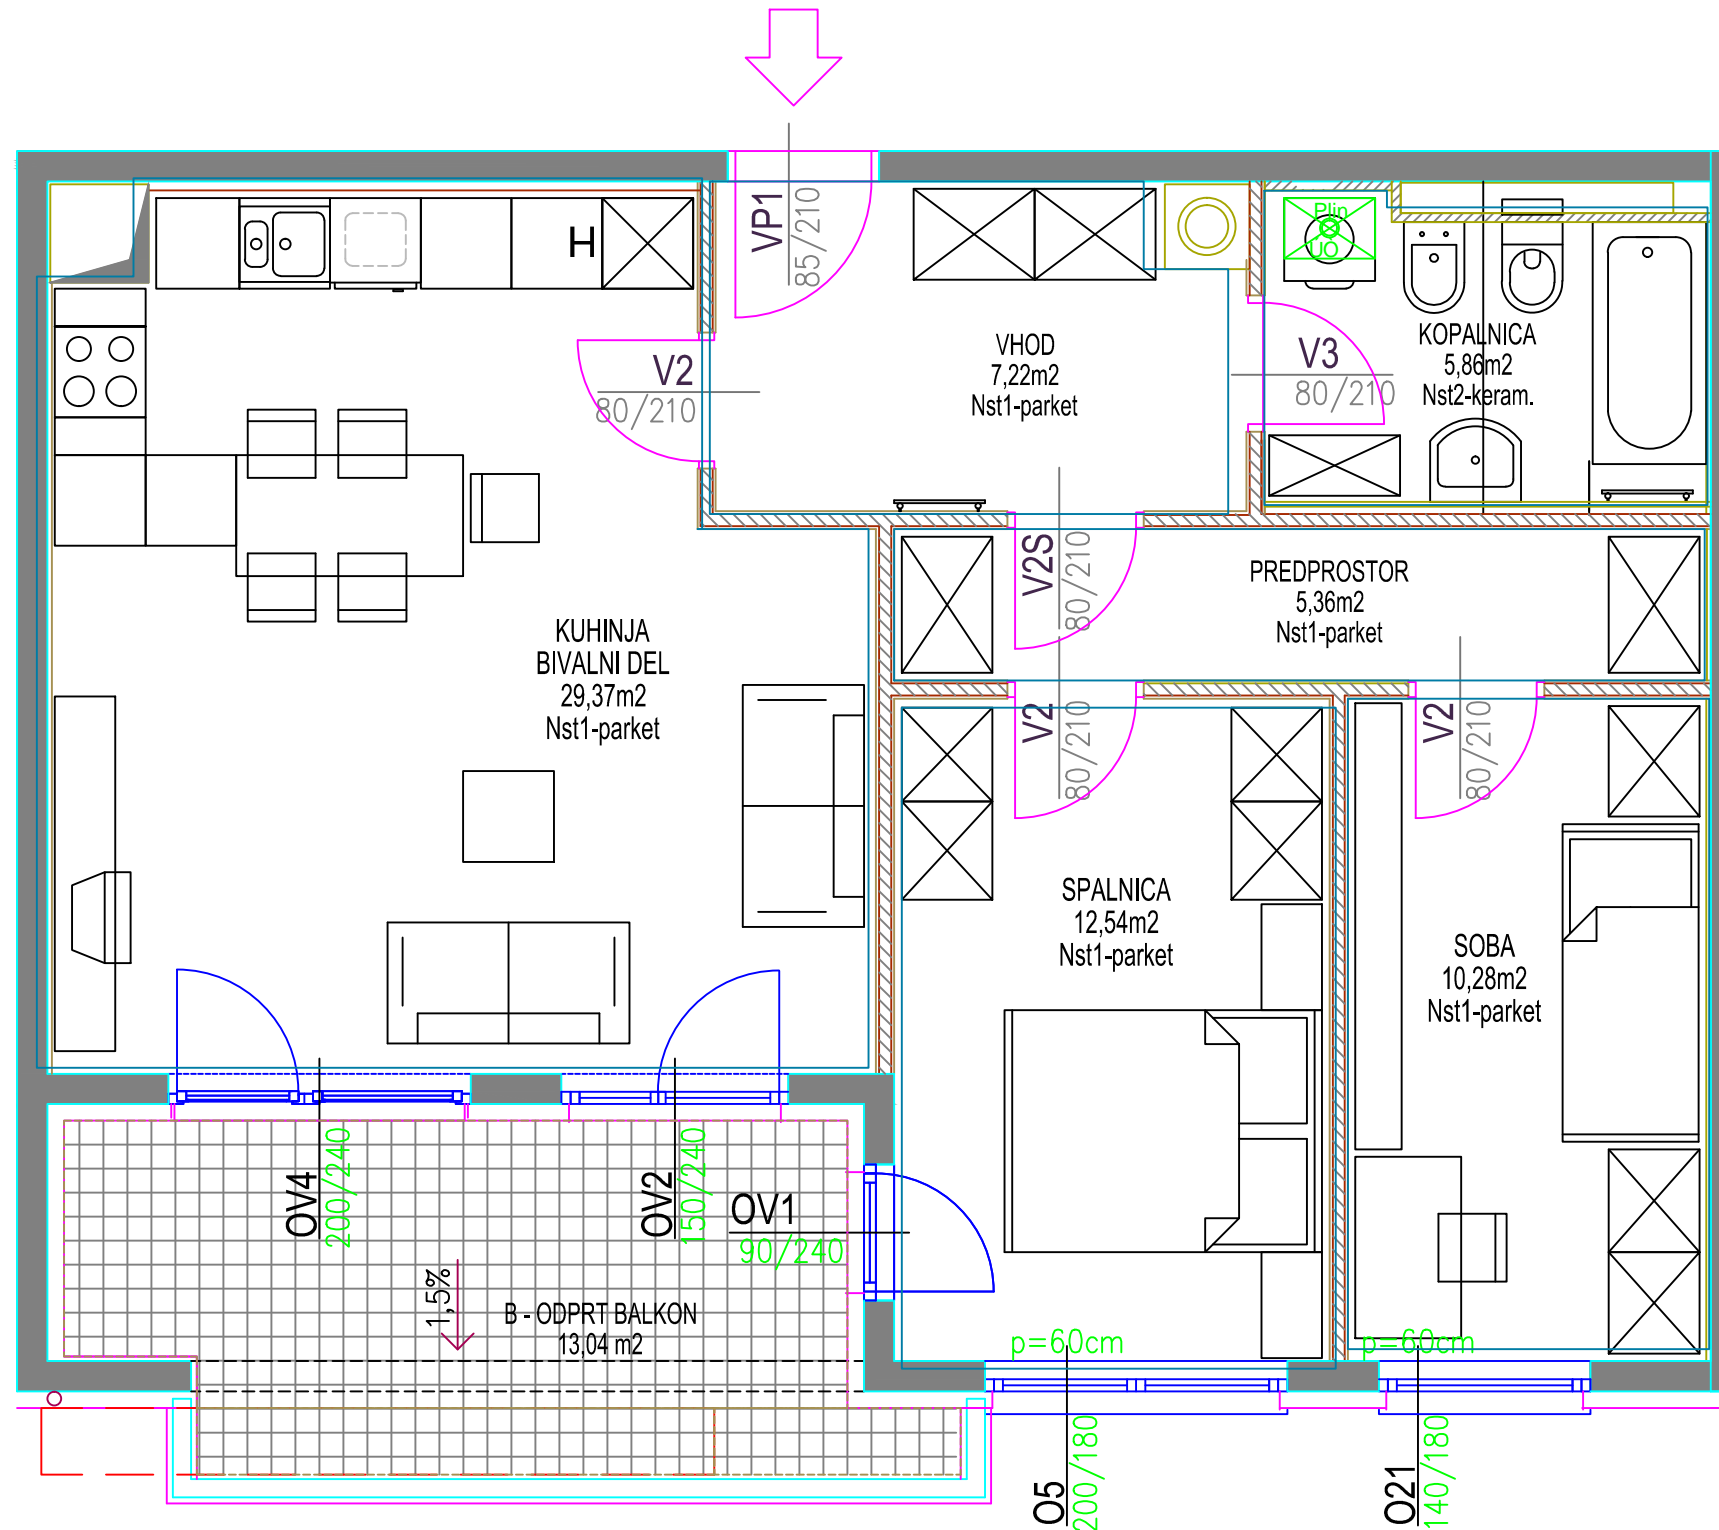 VP1
85/210
H
Plin
UO
VHOD
7,22m2
Nst1-parket
V2
80/210
V3
80/210
KOPALNICA
5,86m2
Nst2-keram.
V2S
80/210
PREDPROSTOR
5,36m2
Nst1-parket
KUHINJA
BIVALNI DEL
29,37m2
Nst1-parket
V2
80/210
V2
80/210
SPALNICA
12,54m2
Nst1-parket
SOBA
10,28m2
Nst1-parket
OV4
200/240
OV2
150/240
OV1
90/240
1,5%
B - ODPRT BALKON
13,04 m2
p=60cm
p=60cm
O5
200/180
O21
140/180